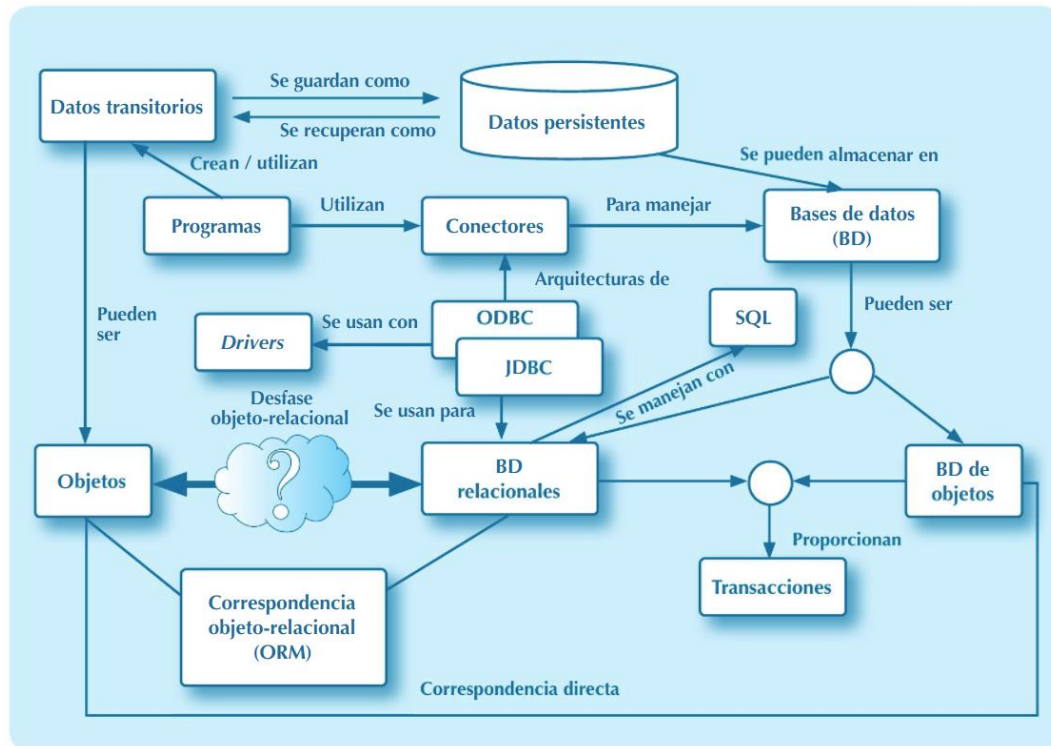 Se guardan como
Datos transitorios
Datos persistentes
Se recuperan como
Crean / utilizan
Se pueden almacenar en
Programas
Utilizan
Conectores
Para manejar
Bases de datos
(BD)
Arquitecturas de
Pueden
ser
Drivers
Se usan con
ODBC
JDBC
SQL
Pueden ser
Desfase
objeto-relacional
Se usan para
Se manejan con
Objetos
?
BD
relacionales
BD de
objetos
Proporcionan
Transacciones
Correspondencia
objeto-relacional
(ORM)
Correspondencia directa